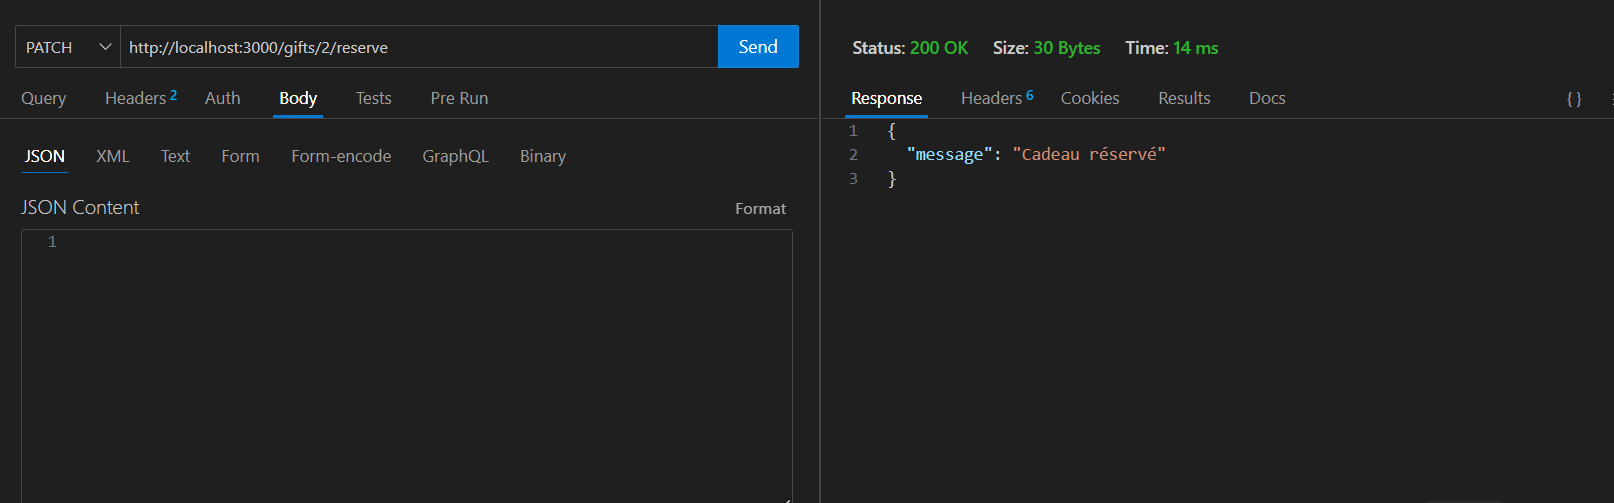 PATCH http://localhost:3000/gifts/2/reserve Send
Query Headers 2 Auth Body Tests Pre Run
JSON XML Text Form Form-encode GraphQL Binary
JSON Content Format
1
Status: 200 OK Size: 30 Bytes Time: 14 ms
Response Headers 6 Cookies Results Docs { }
1 {
2 "message": "Cadeau réservé"
3 }